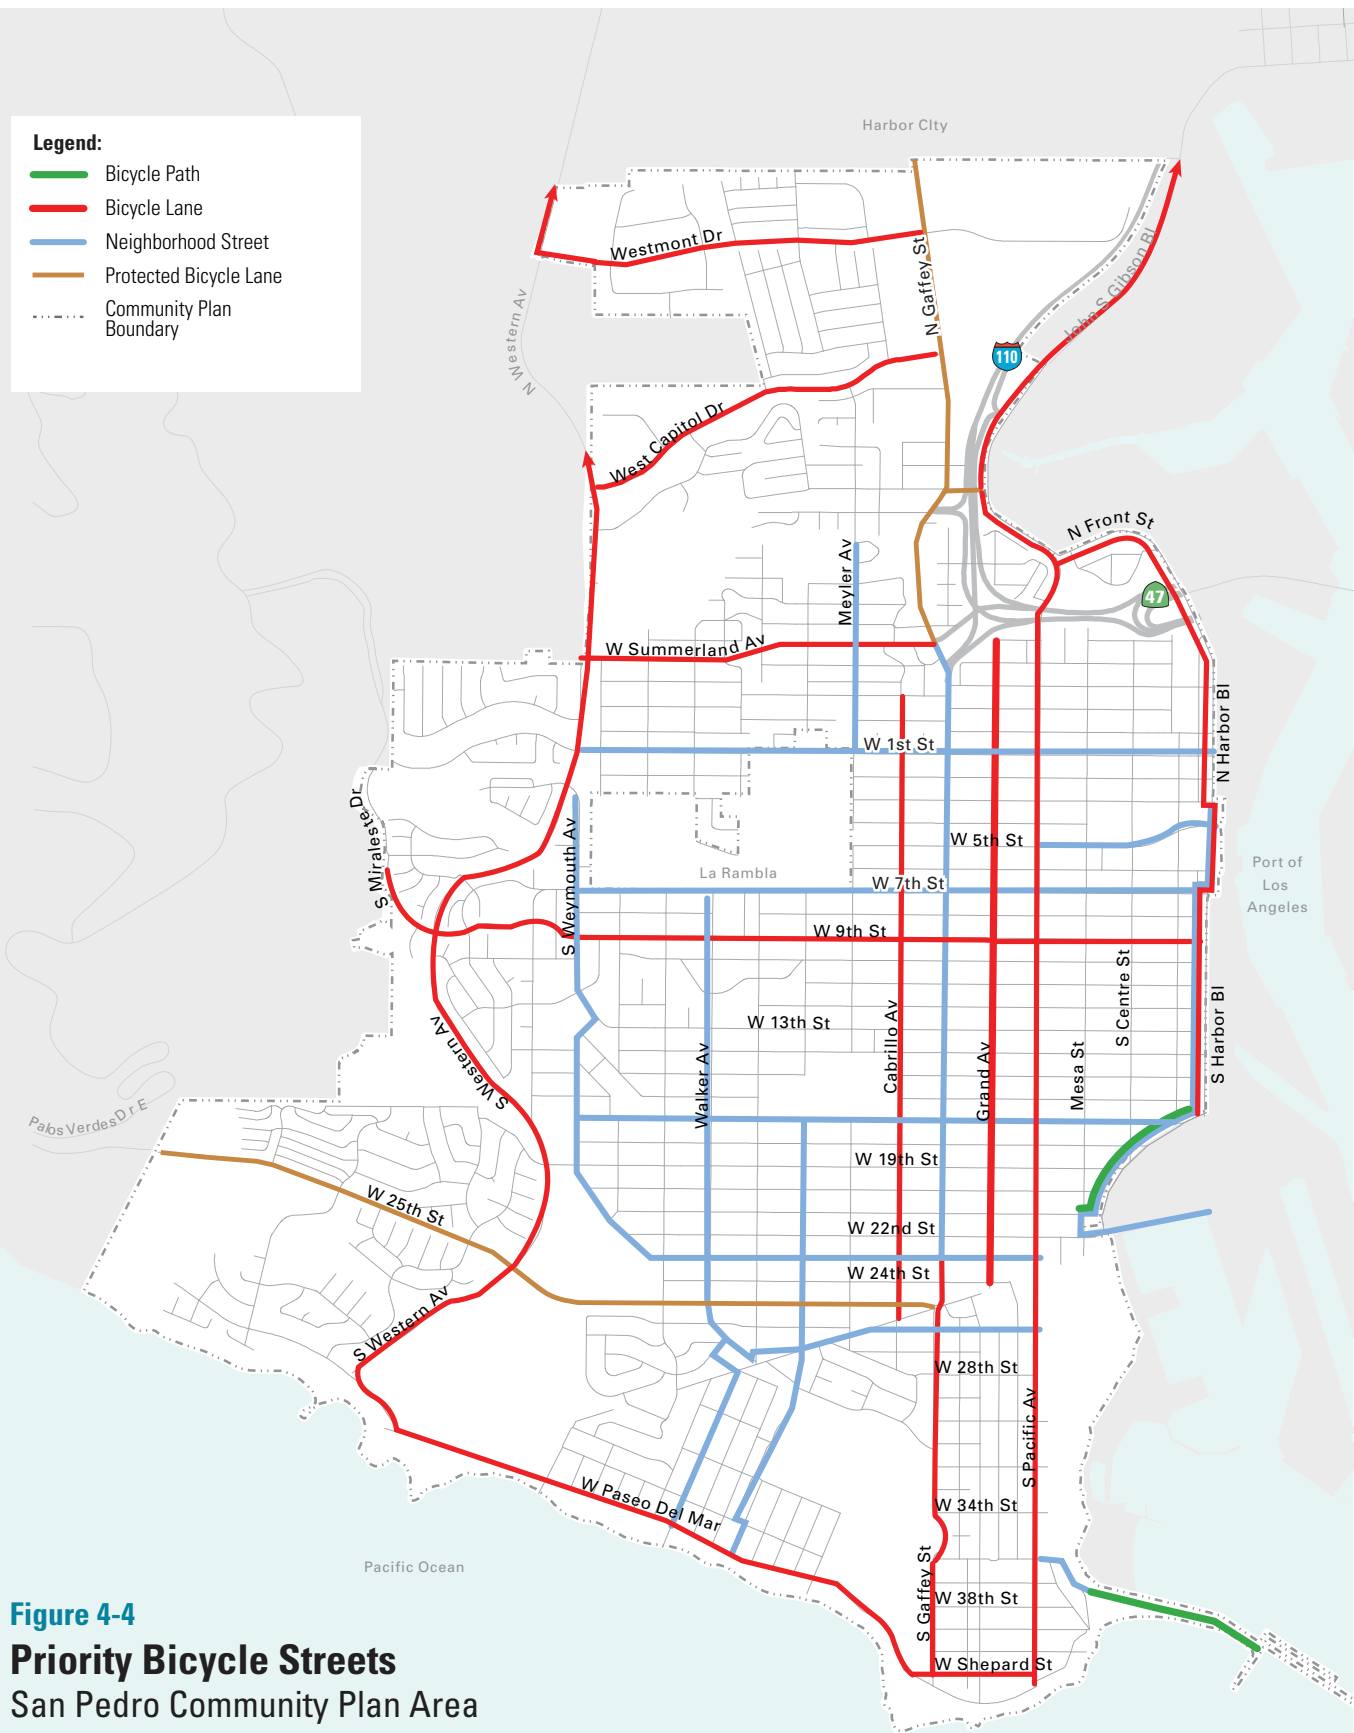 Harbor CIty
Legend:
Bicycle Path
Bicycle Lane
Neighborhood Street
Protected Bicycle Lane
Community Plan
Boundary
Westmont Dr
N Gaffey St
John S Gibson Bl
N Western Av
110
West Capitol Dr
N Front St
Meyler Av
47
W Summerland Av
N Harbor Bl
W 1st St
S Miraleste Dr
S Weymouth Av
W 5th St
Port of
Los
Angeles
La Rambla
W 7th St
W 9th St
S Centre St
S Harbor Bl
W 13th St
Cabrillo Av
S Western Av
Walker Av
Grand Av
Mesa St
Palos Verdes Dr E
W 19th St
W 25th St
W 22nd St
W 24th St
S Western Av
W 28th St
S Pacific Av
W Paseo Del Mar
W 34th St
Pacific Ocean
S Gaffey St
W 38th St
W Shepard St
Figure 4-4
Priority Bicycle Streets
San Pedro Community Plan Area